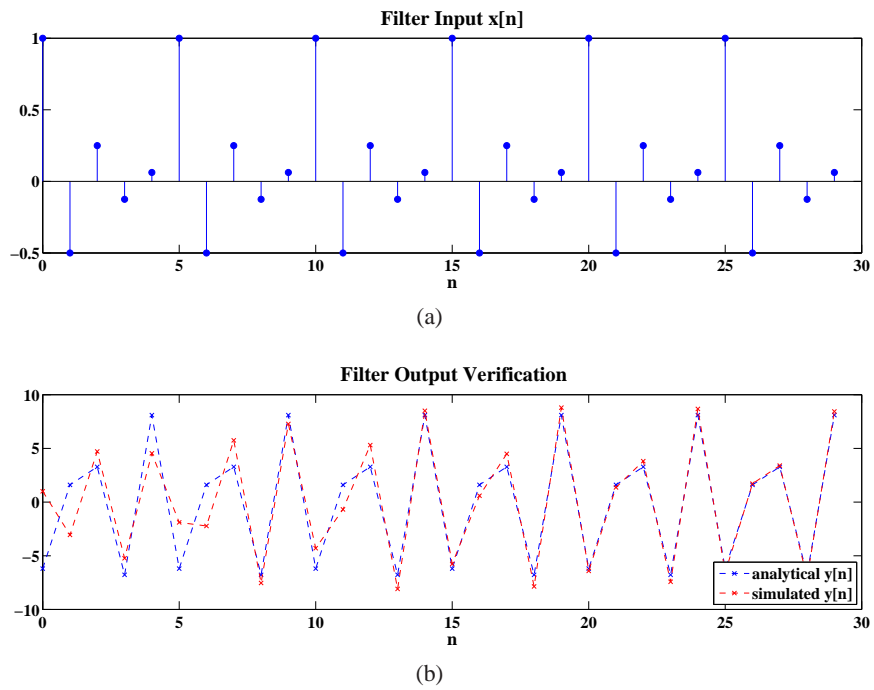 Filter Input x[n]
1
0.5
0
−0.5
0 5 10 15 20 25 30
n
(a)
Filter Output Verification
10
5
0
−5
−10
analytical y[n]
simulated y[n]
0 5 10 15 20 25 30
n
(b)